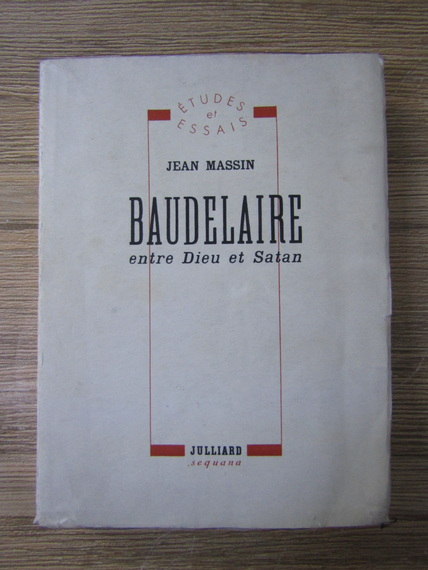 ÉTUDES
et
ESSAIS
JEAN MASSIN
BAUDELAIRE
entre Dieu et Satan
JULLIARD
sequana